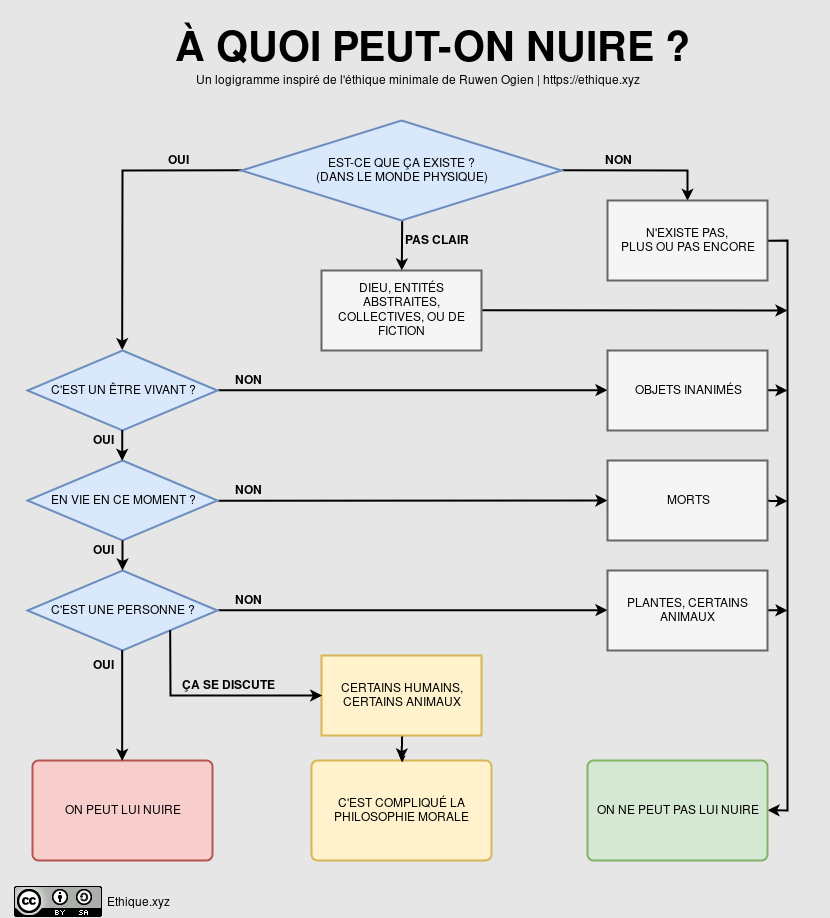 À QUOI PEUT-ON NUIRE ?
Un logigramme inspiré de l'éthique minimale de Ruwen Ogien | https://ethique.xyz
OUI
EST-CE QUE ÇA EXISTE ?
(DANS LE MONDE PHYSIQUE)
NON
PAS CLAIR
N'EXISTE PAS,
PLUS OU PAS ENCORE
DIEU, ENTITÉS
ABSTRAITES,
COLLECTIVES, OU DE
FICTION
C'EST UN ÊTRE VIVANT ?
NON
OBJETS INANIMÉS
OUI
EN VIE EN CE MOMENT ?
NON
MORTS
OUI
C'EST UNE PERSONNE ?
NON
PLANTES, CERTAINS
ANIMAUX
OUI
ÇA SE DISCUTE
CERTAINS HUMAINS,
CERTAINS ANIMAUX
ON PEUT LUI NUIRE
C'EST COMPLIQUÉ LA
PHILOSOPHIE MORALE
ON NE PEUT PAS LUI NUIRE
cc
BY SA
Ethique.xyz